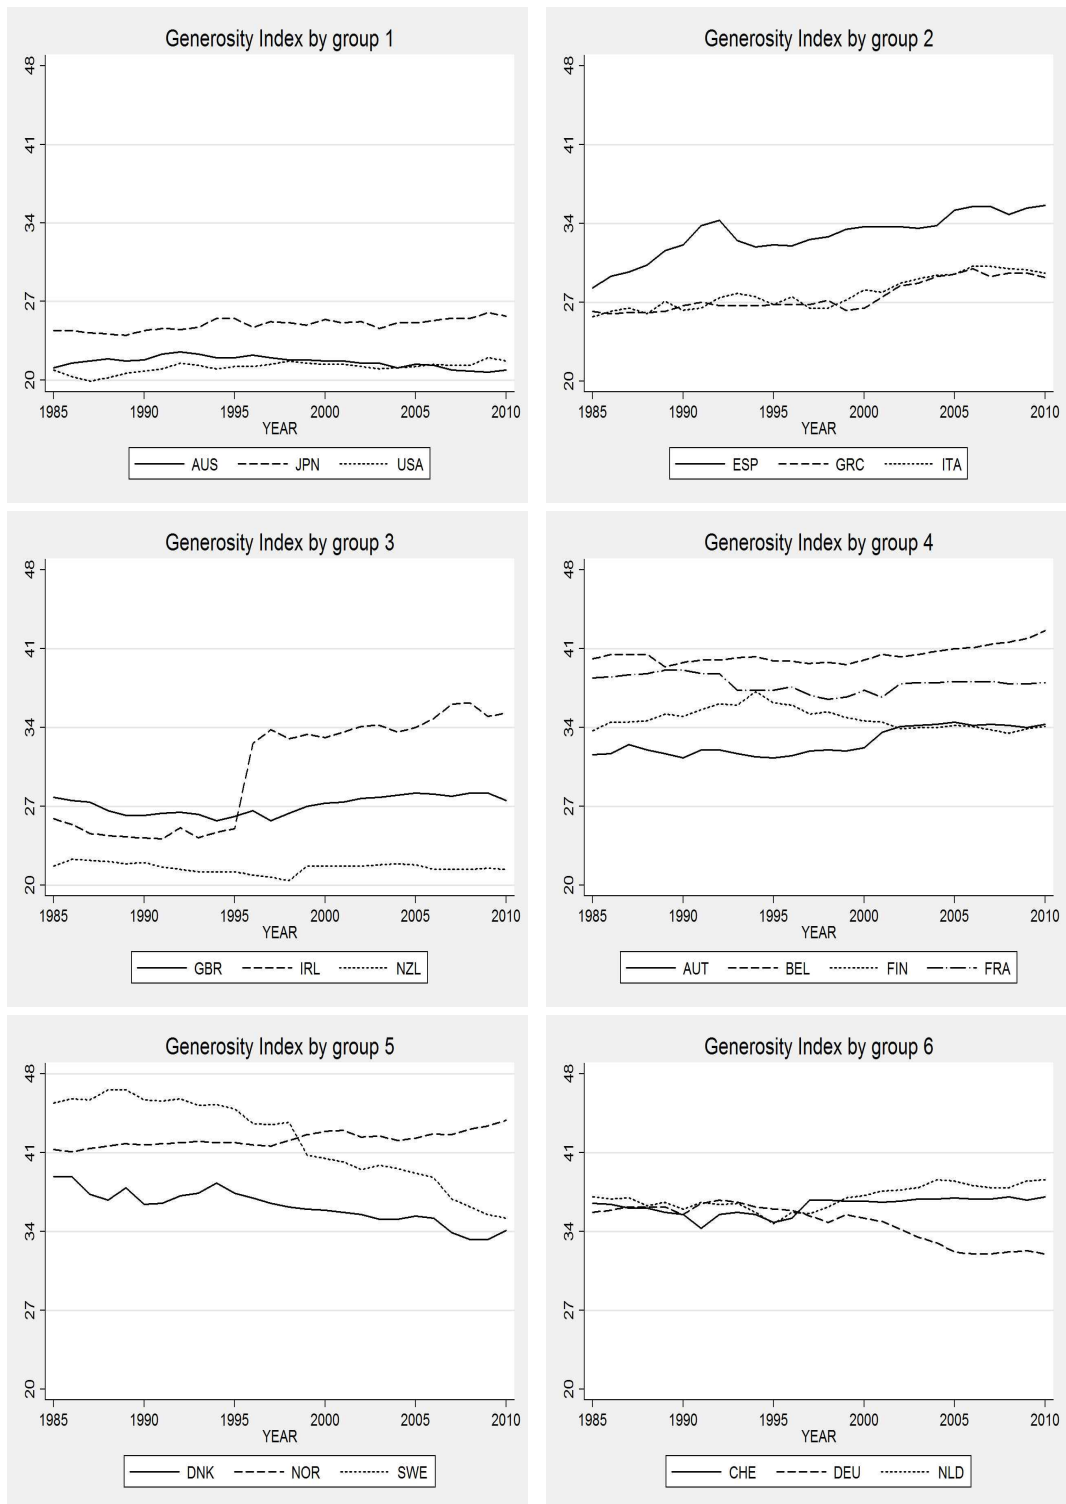 Generosity Index by group 1
48
41
34
27
20
1985 1990 1995 2000 2005 2010
YEAR
AUS JPN USA
Generosity Index by group 2
48
41
34
27
20
1985 1990 1995 2000 2005 2010
YEAR
ESP GRC ITA
Generosity Index by group 3
48
41
34
27
20
1985 1990 1995 2000 2005 2010
YEAR
GBR IRL NZL
Generosity Index by group 4
48
41
34
27
20
1985 1990 1995 2000 2005 2010
YEAR
AUT BEL FIN FRA
Generosity Index by group 5
48
41
34
27
20
1985 1990 1995 2000 2005 2010
YEAR
DNK NOR SWE
Generosity Index by group 6
48
41
34
27
20
1985 1990 1995 2000 2005 2010
YEAR
CHE DEU NLD